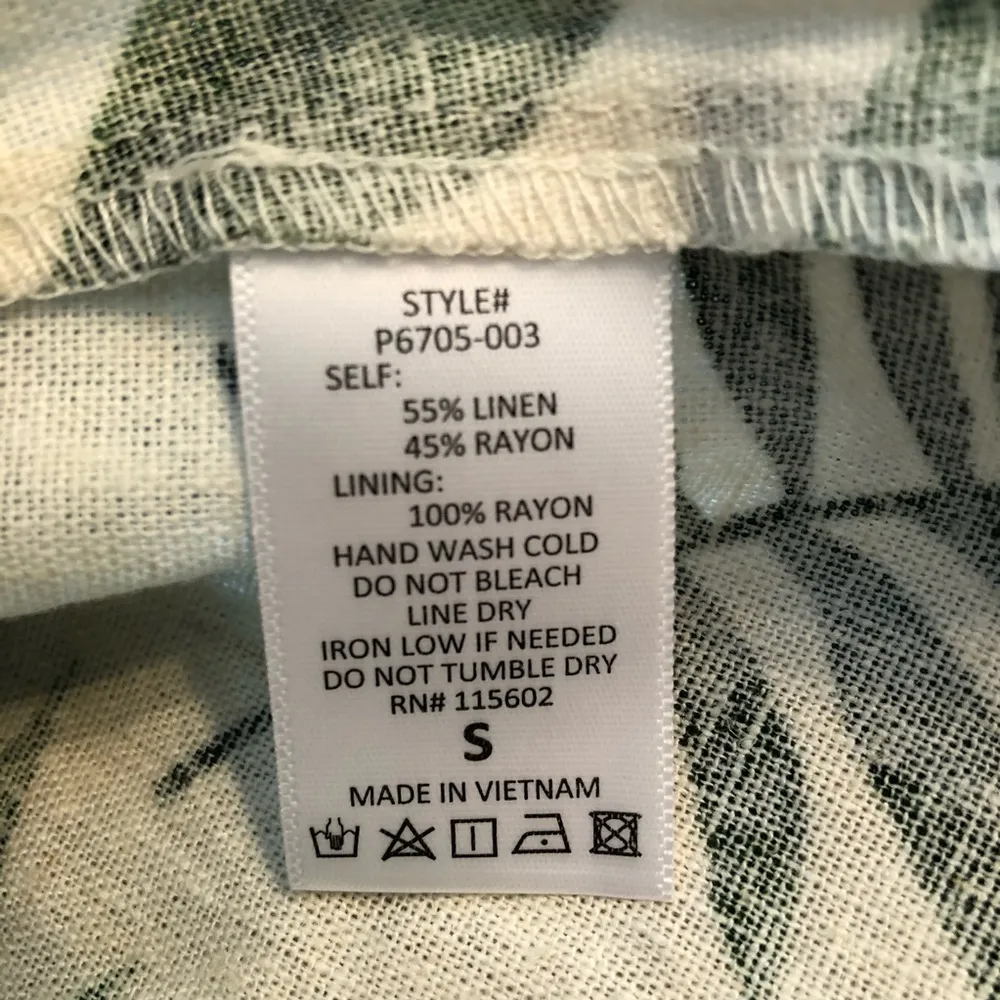 STYLE#
P6705-003
SELF:
55% LINEN
45% RAYON
LINING:
100% RAYON
HAND WASH COLD
DO NOT BLEACH
LINE DRY
IRON LOW IF NEEDED
DO NOT TUMBLE DRY
RN# 115602
S
MADE IN VIETNAM